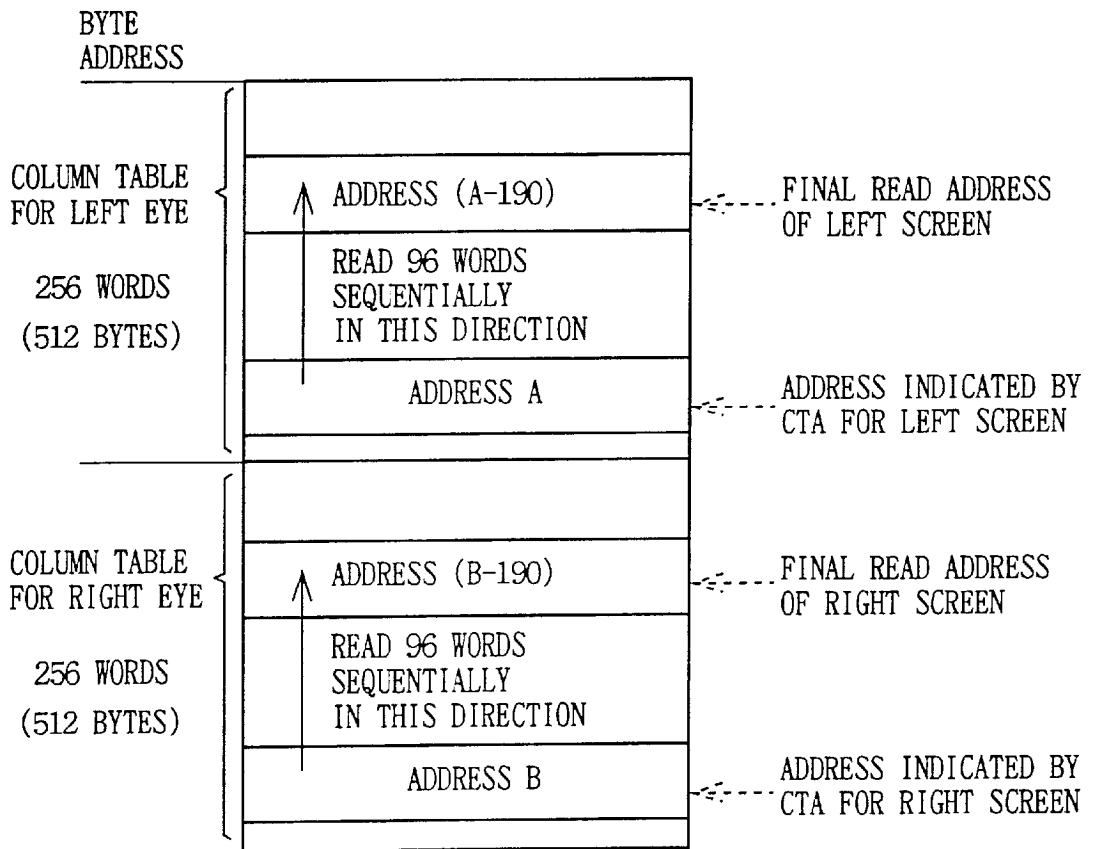 BYTE
ADDRESS
COLUMN TABLE
FOR LEFT EYE
256 WORDS
(512 BYTES)
ADDRESS (A-190)
READ 96 WORDS
SEQUENTIALLY
IN THIS DIRECTION
ADDRESS A
FINAL READ ADDRESS
OF LEFT SCREEN
ADDRESS INDICATED BY
CTA FOR LEFT SCREEN
COLUMN TABLE
FOR RIGHT EYE
256 WORDS
(512 BYTES)
ADDRESS (B-190)
READ 96 WORDS
SEQUENTIALLY
IN THIS DIRECTION
ADDRESS B
FINAL READ ADDRESS
OF RIGHT SCREEN
ADDRESS INDICATED BY
CTA FOR RIGHT SCREEN